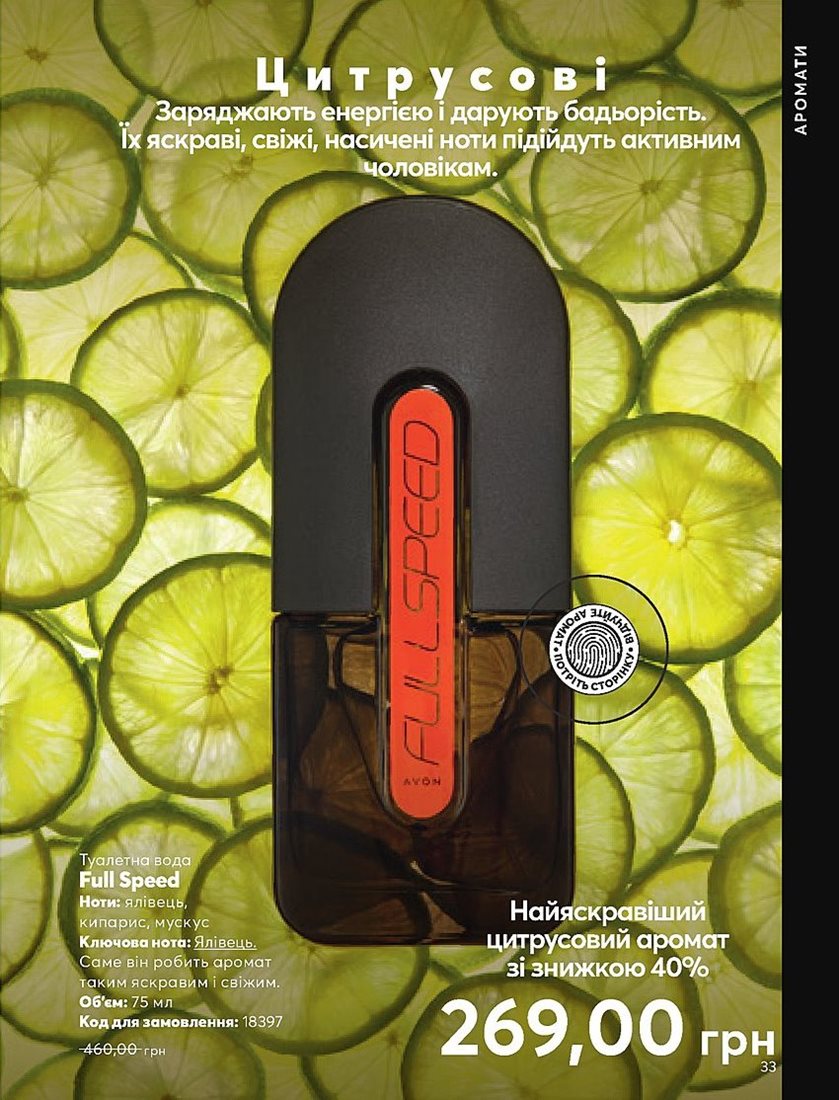 АРОМАТИ
Цитрусові
Заряджають енергією і дарують бадьорість.
Їх яскраві, свіжі, насичені ноти підійдуть активним
чоловікам.
FULL SPEED
AVON
ВІДЧУЙТЕ АРОМАТ • ПОТРІТЬ СТОРІНКУ •
Туалетна вода
Full Speed
Ноти: ялівець,
кипарис, мускус
Ключова нота: Ялівець.
Саме він робить аромат
таким яскравим і свіжим.
Об'єм: 75 мл
Код для замовлення: 18397
460,00 грн
Найяскравіший
цитрусовий аромат
зі знижкою 40%
269,00 грн
33